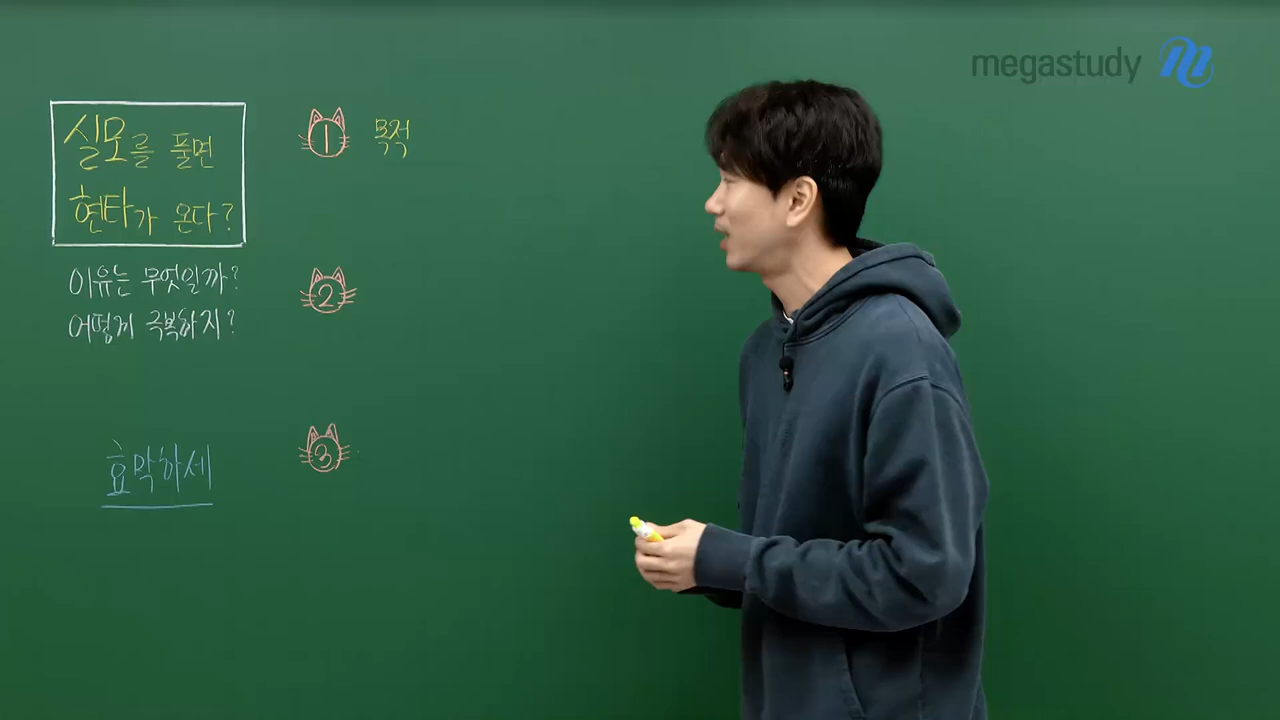 실모를 풀면
현타가 온다?
이유는 무엇일까?
어떻게 극복하지?
효막하세
1 목적
2
3
megastudy